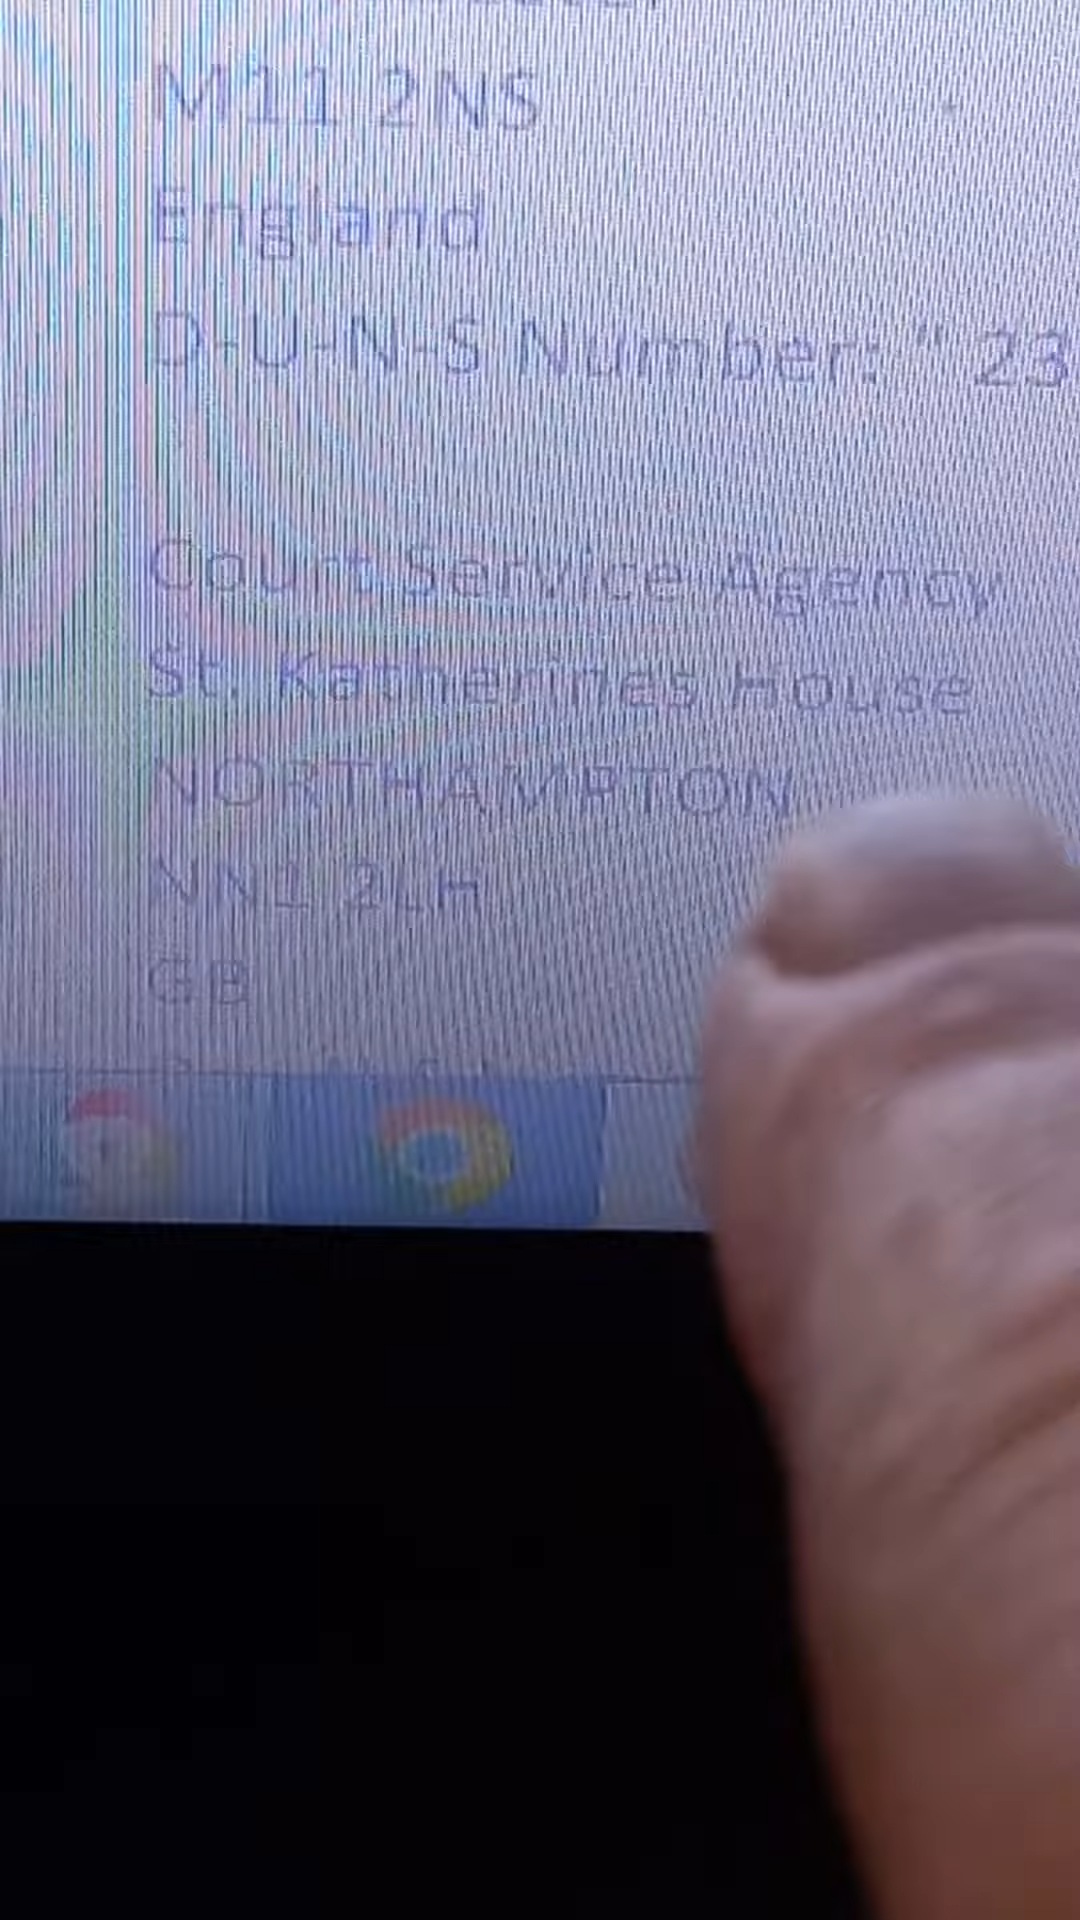 M11 2NS
England
D-U-N-S Number: " 23
Court Service Agency
St. Katherines House
NORTHAMPTON
NN1 2LH
GB